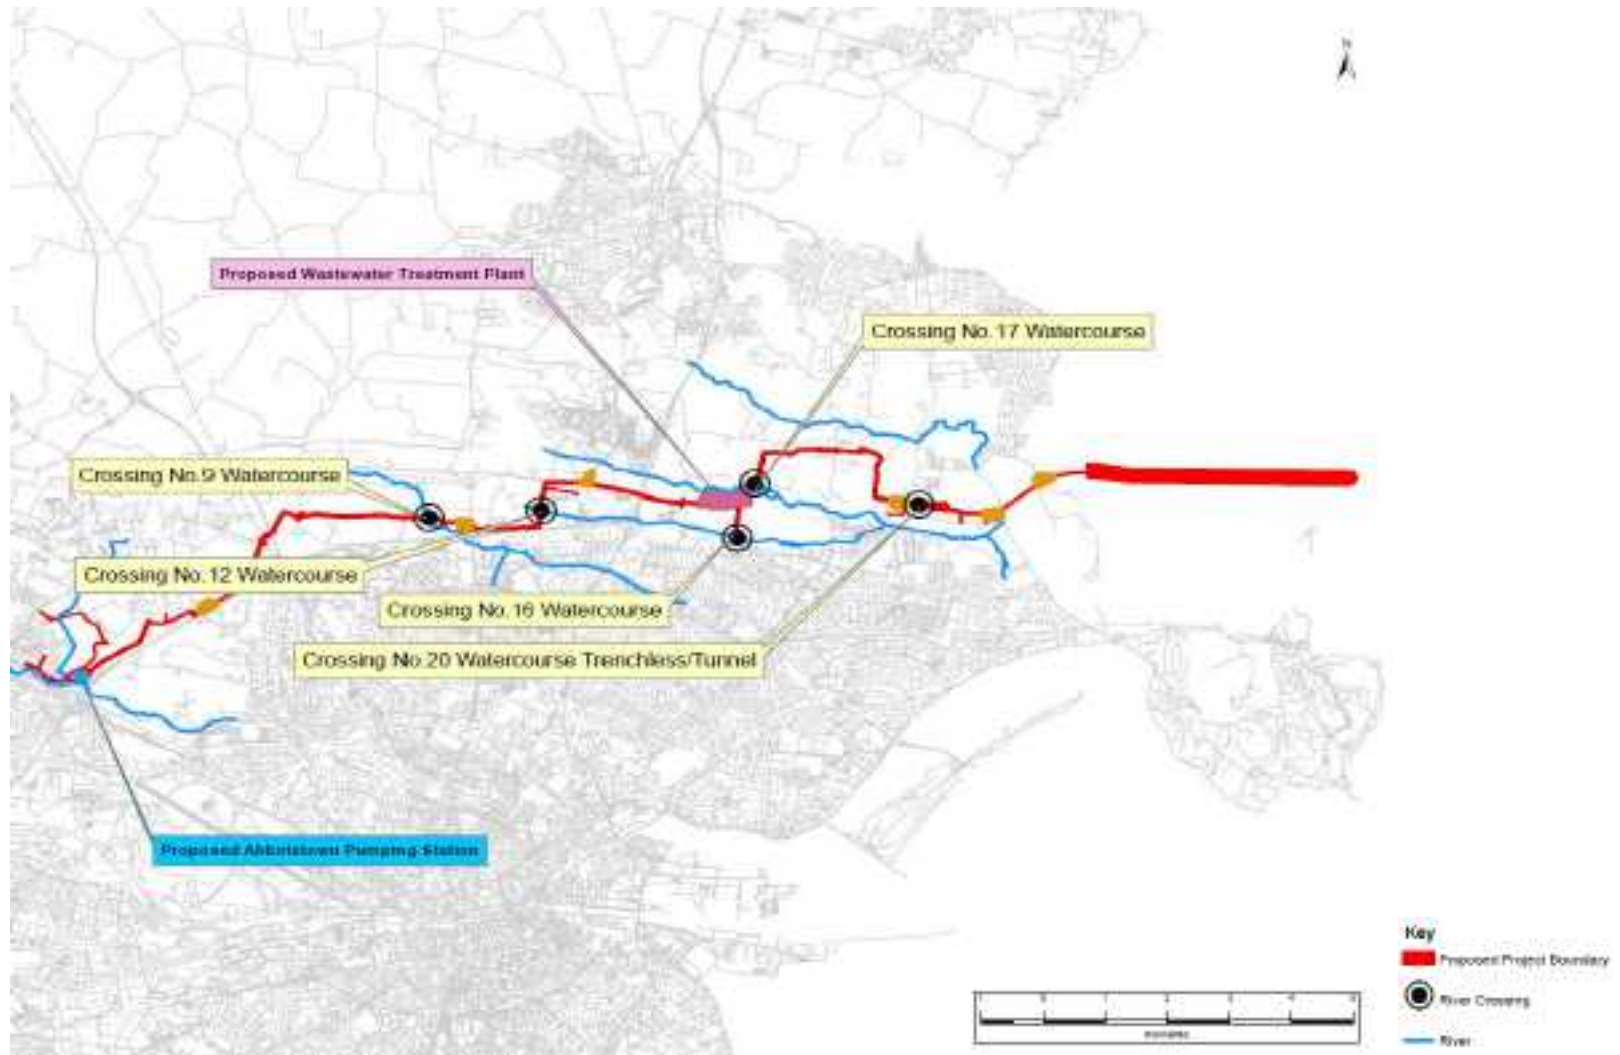 N
Proposed Wastewater Treatment Plant
Crossing No.17 Watercourse
Crossing No.9 Watercourse
Crossing No.12 Watercourse
Crossing No.16 Watercourse
Crossing No.20 Watercourse Trenchless/Tunnel
Proposed Abbotstown Pumping Station
Key
Proposed Project Boundary
River Crossing
River